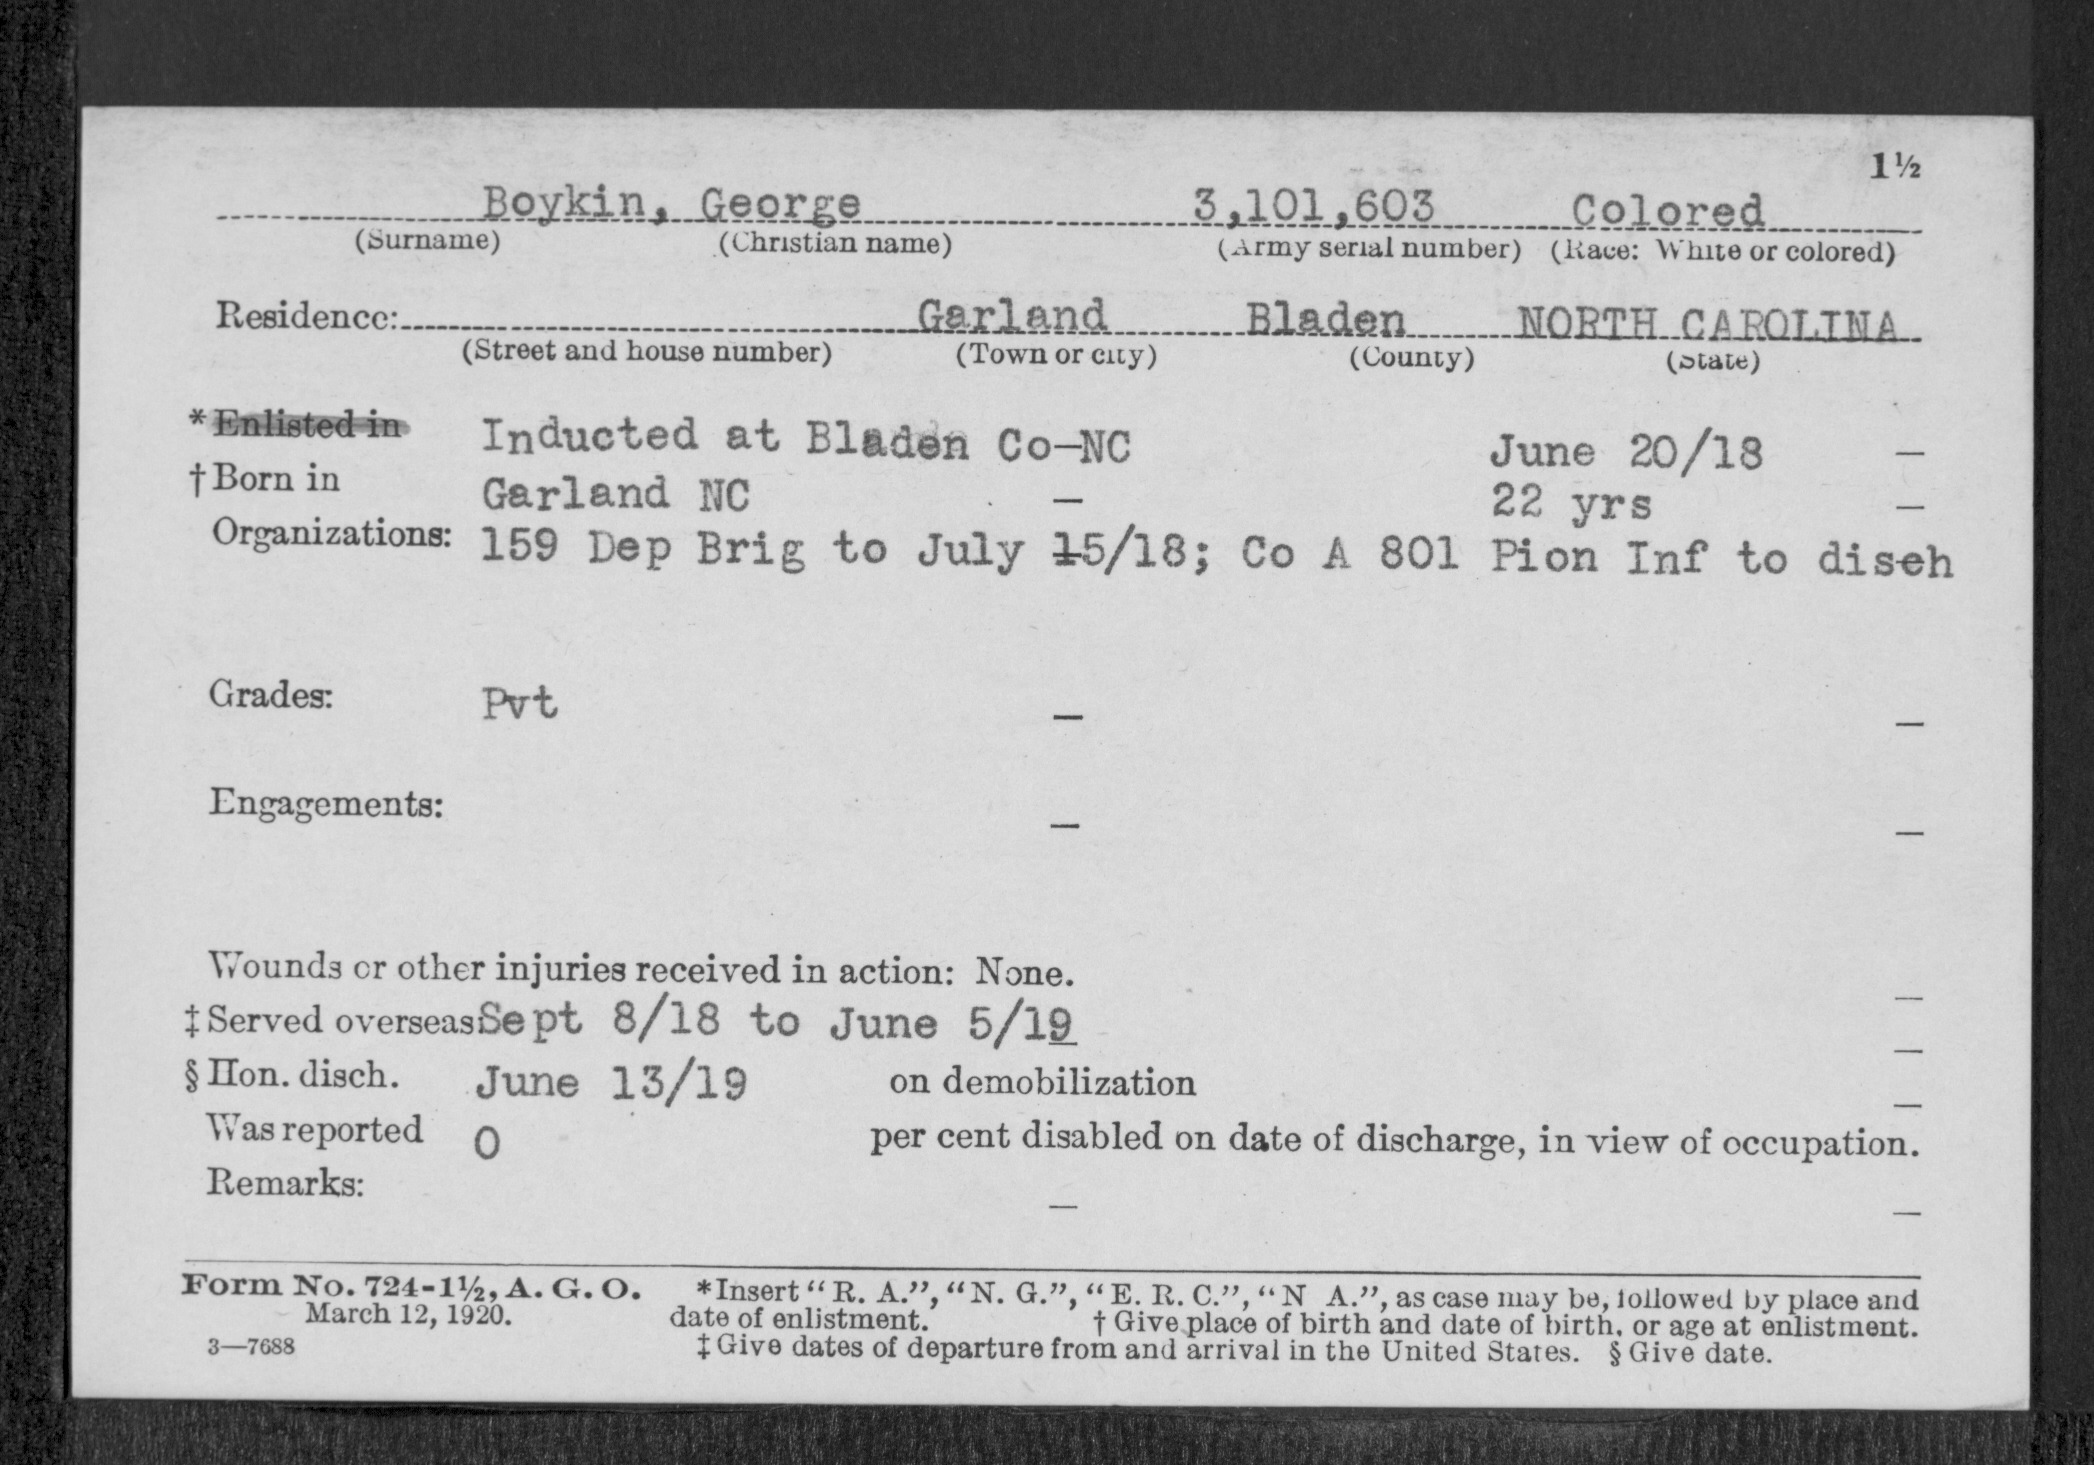 1½
Boykin, George 3,101,603 Colored
(Surname) (Christian name) (Army serial number) (Race: White or colored)
Residence: Garland Bladen NORTH CAROLINA
(Street and house number) (Town or city) (County) (State)
*Enlisted in Inducted at Bladen Co-NC June 20/18 —
†Born in Garland NC — 22 yrs —
Organizations: 159 Dep Brig to July 15/18; Co A 801 Pion Inf to disch
Grades: Pvt — —
Engagements: — —
Wounds or other injuries received in action: None. —
‡Served overseas: Sept 8/18 to June 5/19 —
§Hon. disch. June 13/19 on demobilization —
Was reported 0 per cent disabled on date of discharge, in view of occupation.
Remarks: — —
Form No. 724-1½, A. G. O. *Insert "R. A.", "N. G.", "E. R. C.", "N A.", as case may be, followed by place and
March 12, 1920. date of enlistment. †Give place of birth and date of birth, or age at enlistment.
3—7688 ‡Give dates of departure from and arrival in the United States. §Give date.